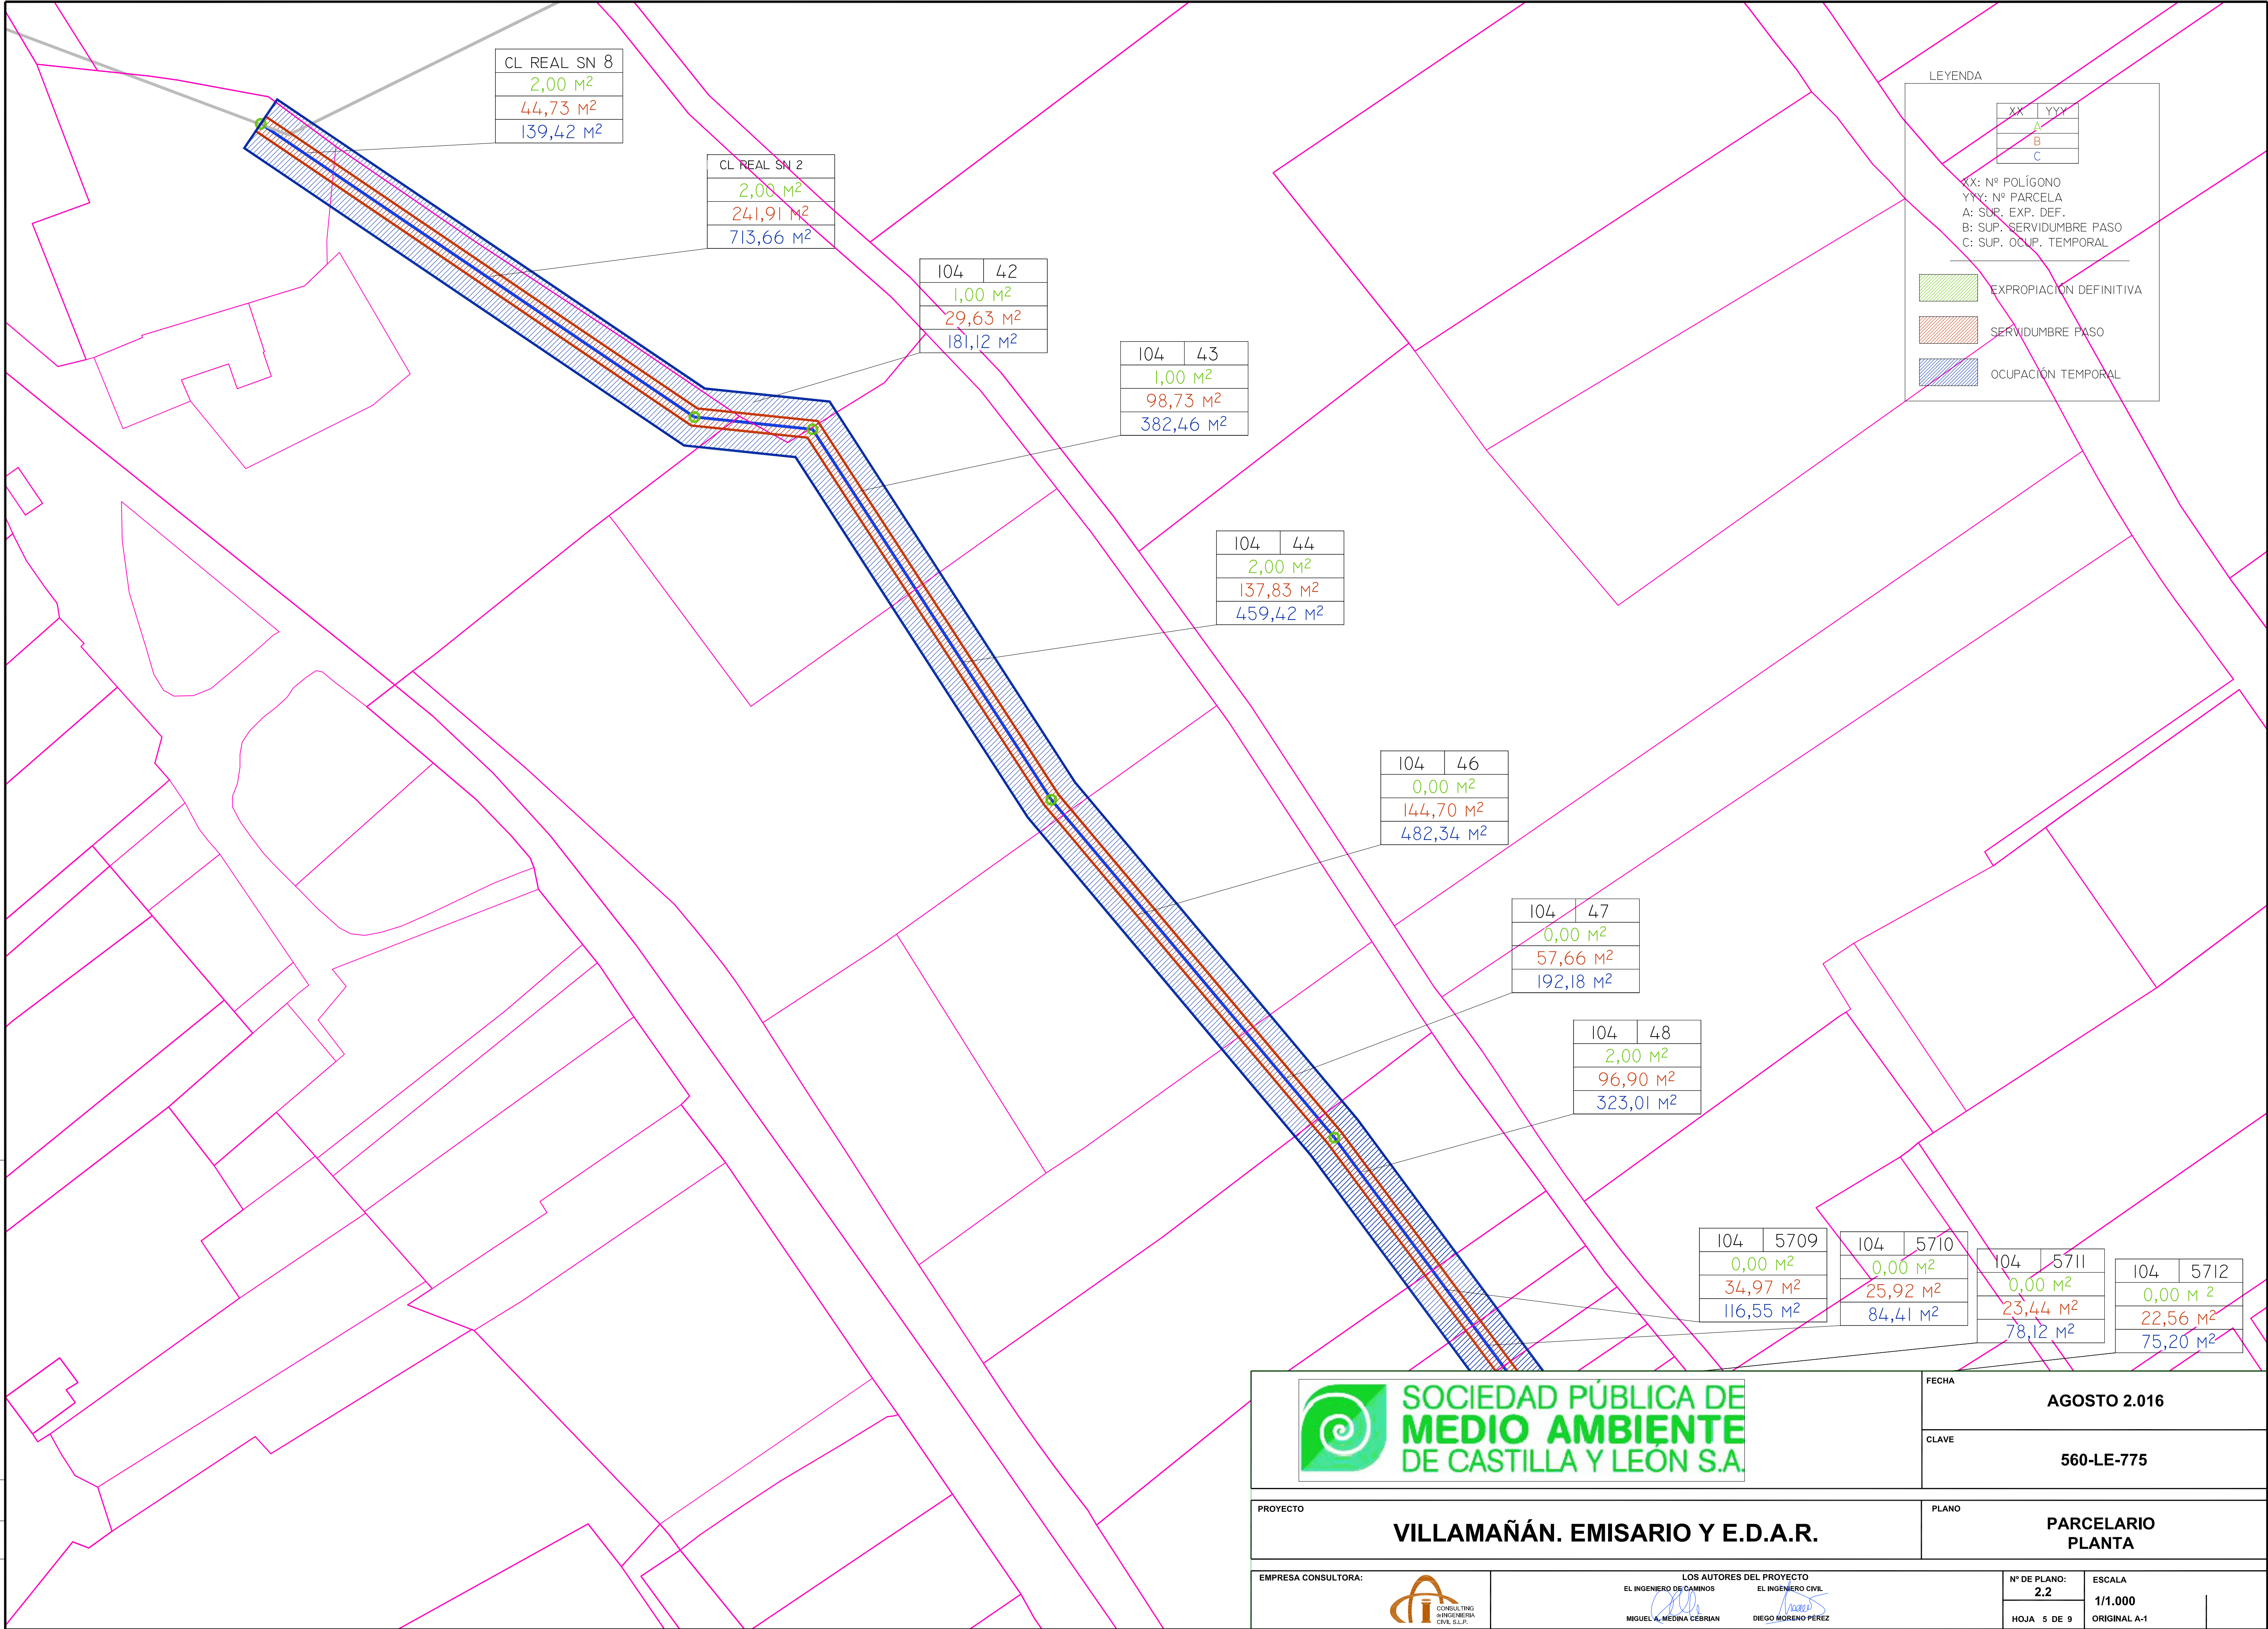 CL REAL SN 8
2,00 M²
44,73 M²
139,42 M²
CL REAL SN 2
2,00 M²
241,91 M²
713,66 M²
104 42
1,00 M²
29,63 M²
181,12 M²
104 43
1,00 M²
98,73 M²
382,46 M²
104 44
2,00 M²
137,83 M²
459,42 M²
104 46
0,00 M²
144,70 M²
482,34 M²
104 47
0,00 M²
57,66 M²
192,18 M²
104 48
2,00 M²
96,90 M²
323,01 M²
104 5709
0,00 M²
34,97 M²
116,55 M²
104 5710
0,00 M²
25,92 M²
84,41 M²
104 5711
0,00 M²
23,44 M²
78,12 M²
104 5712
0,00 M²
22,56 M²
75,20 M²
LEYENDA
XX YYY
A
B
C
XX: Nº POLÍGONO
YYY: Nº PARCELA
A: SUP. EXP. DEF.
B: SUP. SERVIDUMBRE PASO
C: SUP. OCUP. TEMPORAL
EXPROPIACIÓN DEFINITIVA
SERVIDUMBRE PASO
OCUPACIÓN TEMPORAL
SOCIEDAD PÚBLICA DE
MEDIO AMBIENTE
DE CASTILLA Y LEÓN S.A.
FECHA
AGOSTO 2.016
CLAVE
560-LE-775
PROYECTO
VILLAMAÑÁN. EMISARIO Y E.D.A.R.
PLANO
PARCELARIO
PLANTA
EMPRESA CONSULTORA:
CONSULTING
de INGENIERIA
CIVIL S.L.P.
LOS AUTORES DEL PROYECTO
EL INGENIERO DE CAMINOS EL INGENIERO CIVIL
MIGUEL A. MEDINA CEBRIAN DIEGO MORENO PÉREZ
Nº DE PLANO:
2.2
HOJA 5 DE 9
ESCALA
1/1.000
ORIGINAL A-1